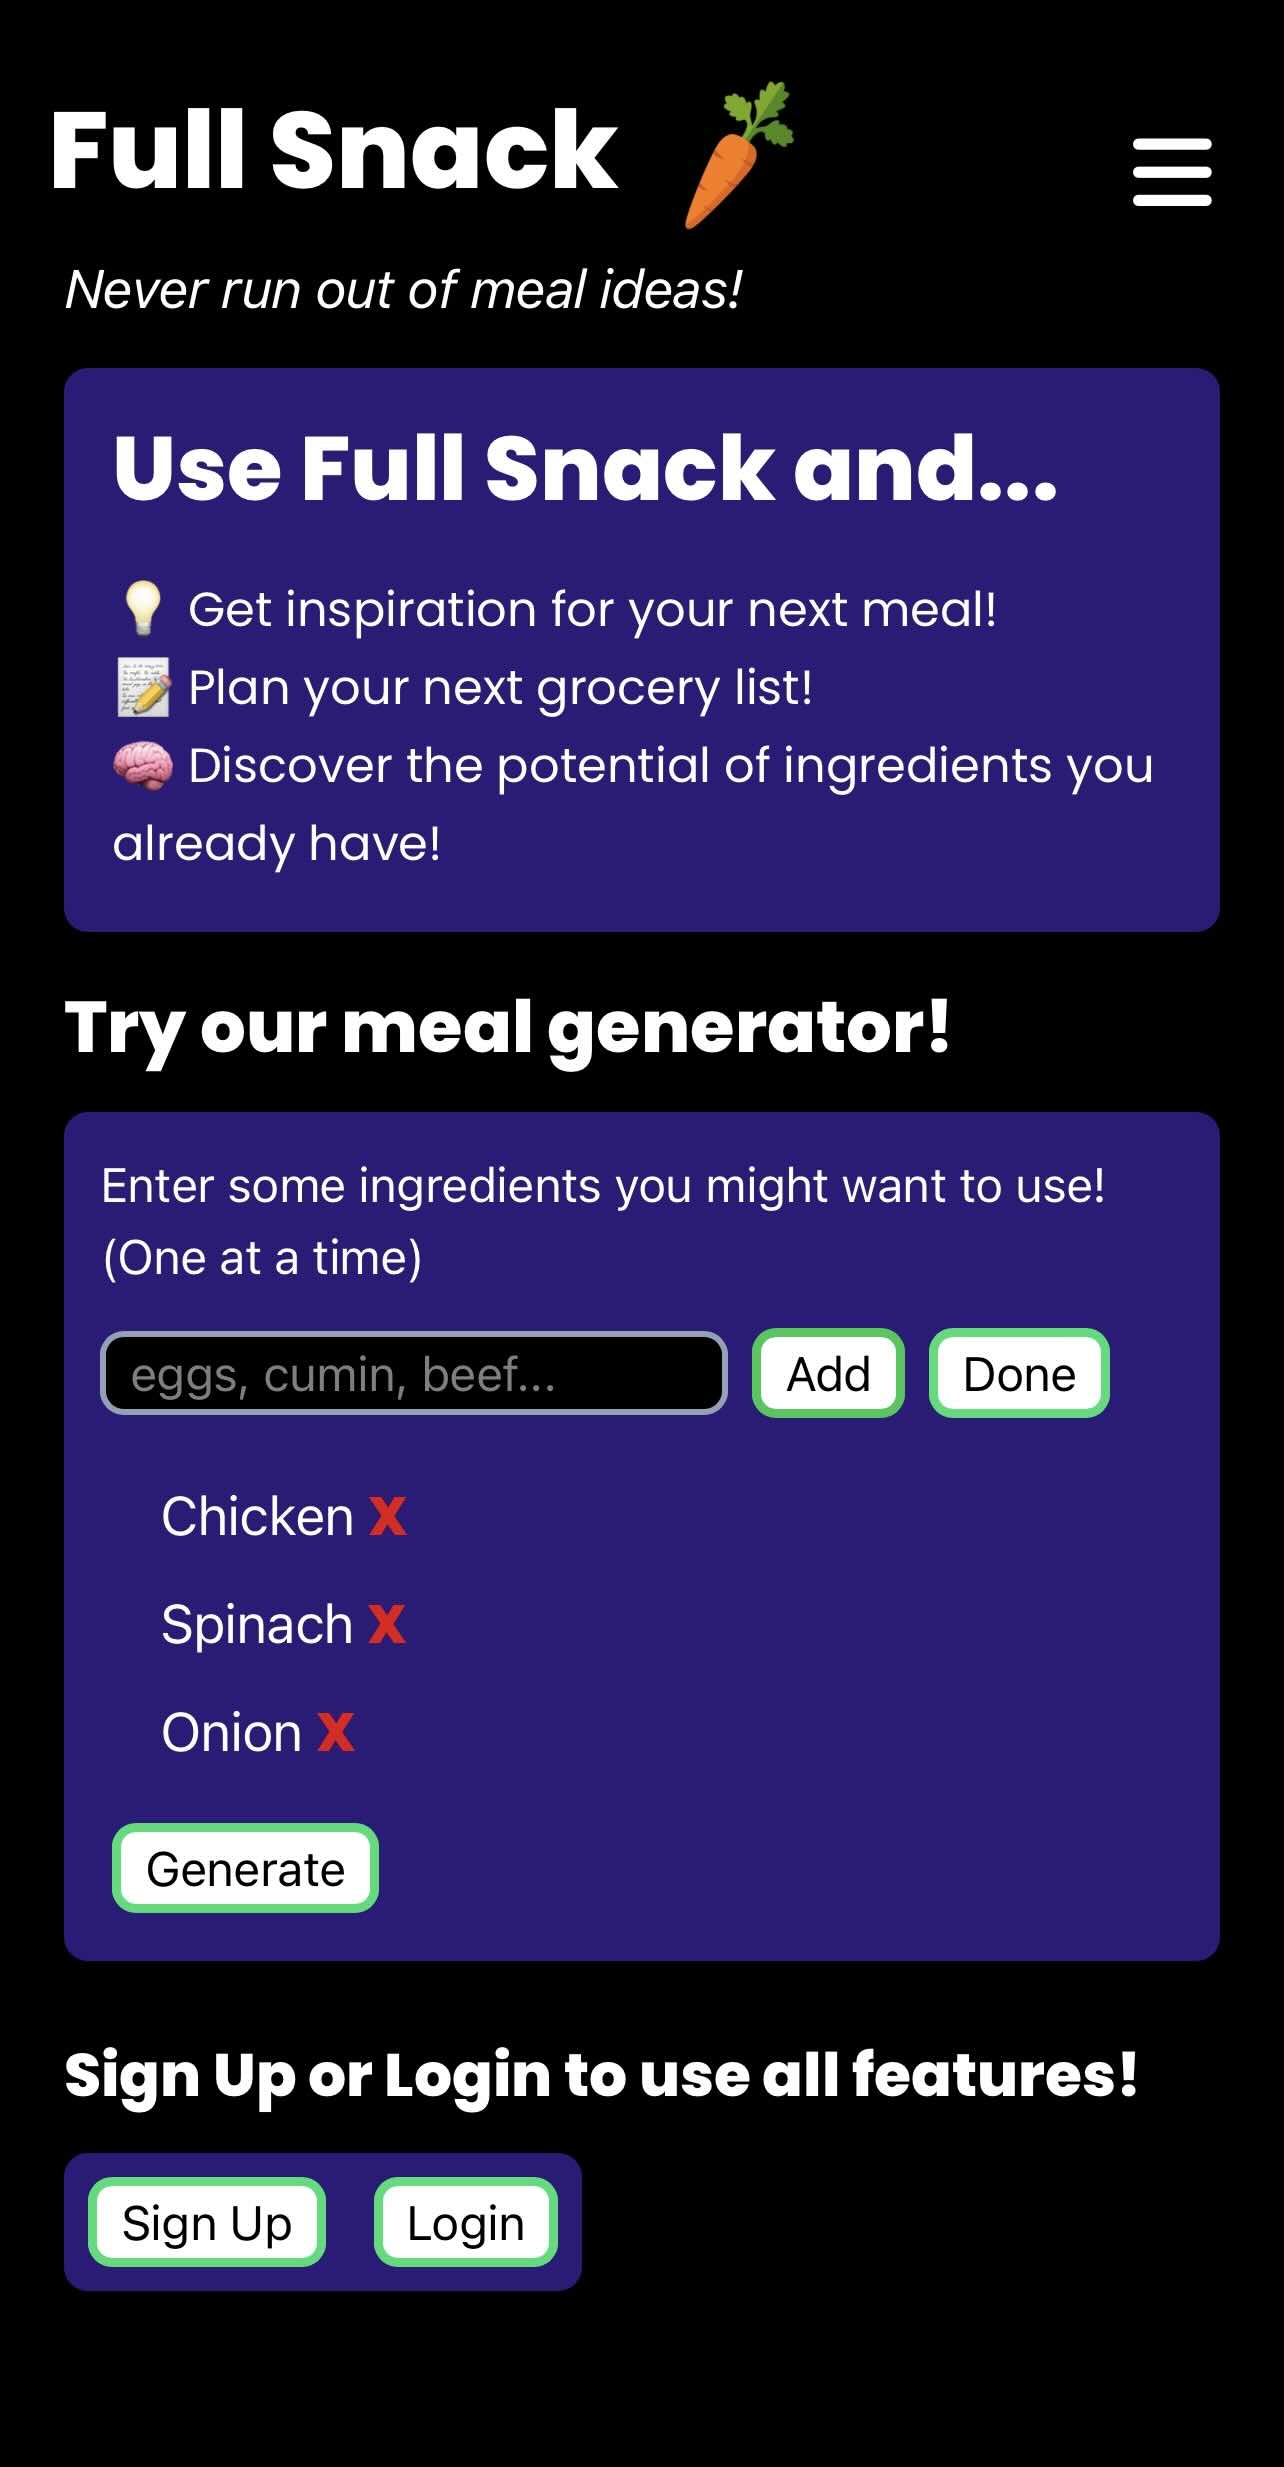 Full Snack
Never run out of meal ideas!
Use Full Snack and...
Get inspiration for your next meal!
Plan your next grocery list!
Discover the potential of ingredients you
already have!
Try our meal generator!
Enter some ingredients you might want to use!
(One at a time)
eggs, cumin, beef... Add Done
Chicken X
Spinach X
Onion X
Generate
Sign Up or Login to use all features!
Sign Up Login